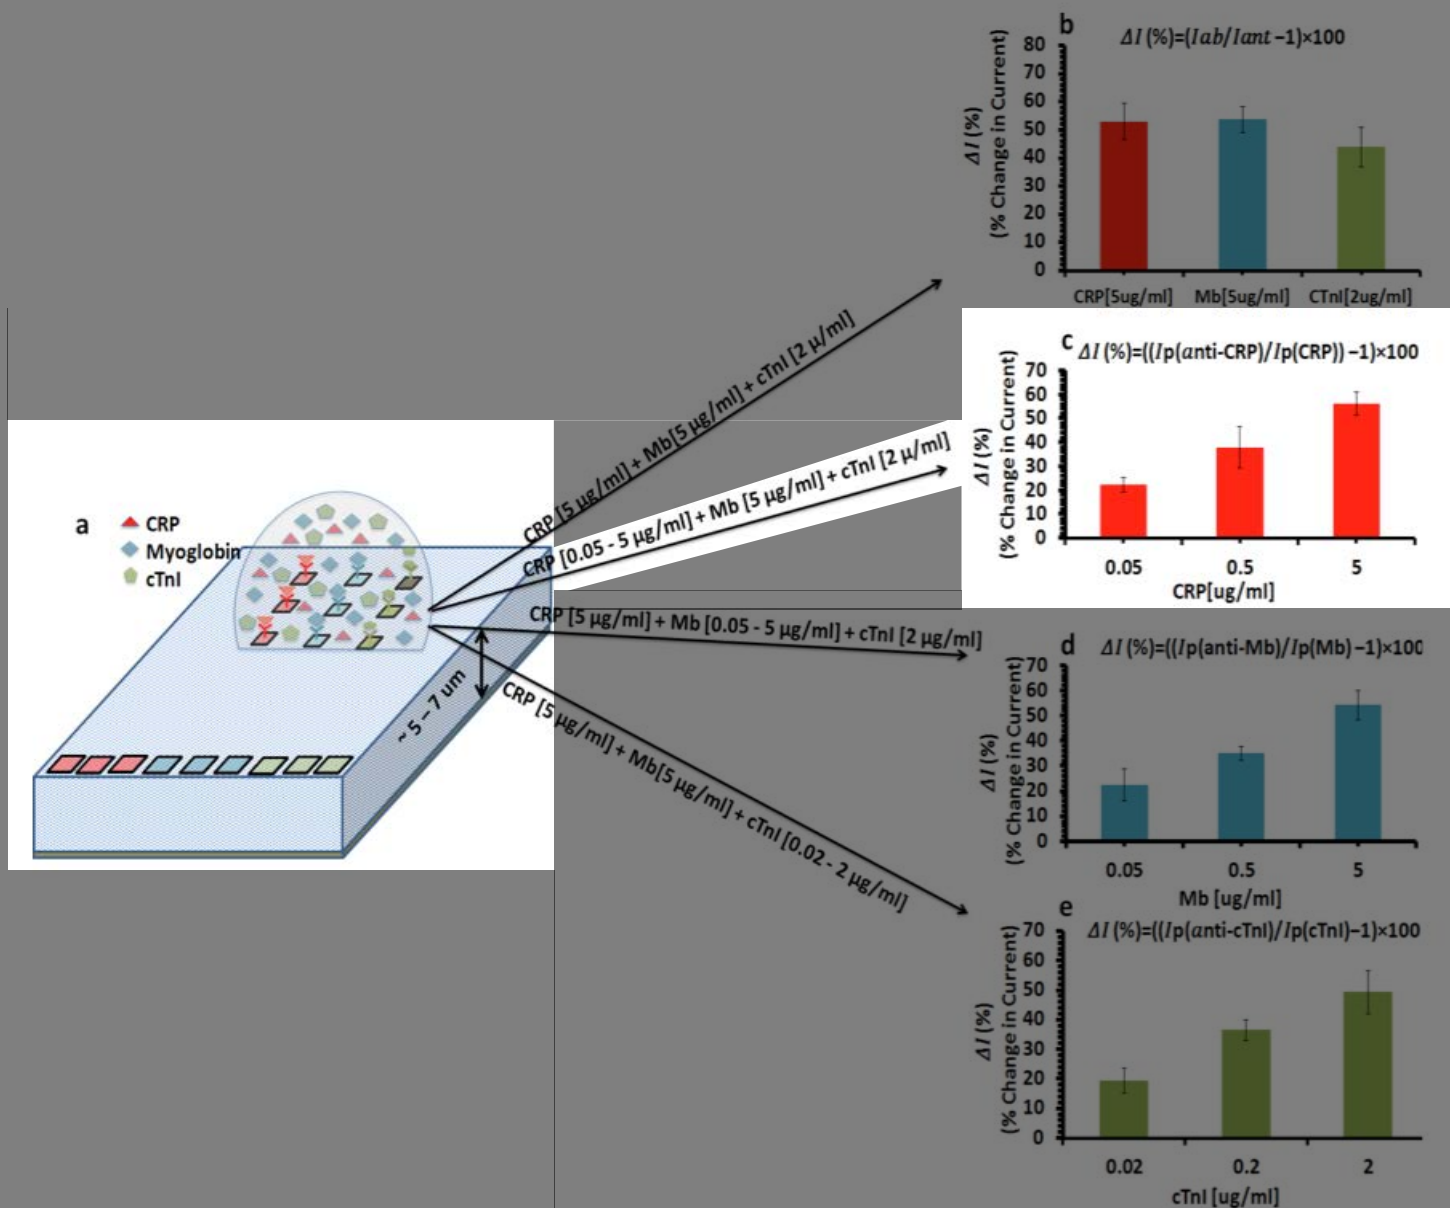 a
CRP
Myoglobin
cTnI
~ 5 – 7 um
CRP [5 µg/ml] + Mb[5 µg/ml] + cTnI [2 µ/ml]
CRP [0.05 - 5 µg/ml] + Mb [5 µg/ml] + cTnI [2 µ/ml]
CRP [5 µg/ml] + Mb [0.05 - 5 µg/ml] + cTnI [2 µg/ml]
CRP [5 µg/ml] + Mb[5 µg/ml] + cTnI [0.02 - 2 µg/ml]
b
ΔI (%)=(Iab/Iant –1)×100
ΔI (%)
(% Change in Current)
80
70
60
50
40
30
20
10
0
CRP[5ug/ml] Mb[5ug/ml] CTnI[2ug/ml]
c
ΔI (%)=((Ip(anti-CRP)/Ip(CRP)) –1)×100
ΔI (%)
(% Change in Current)
70
60
50
40
30
20
10
0
0.05 0.5 5
CRP[ug/ml]
d
ΔI (%)=((Ip(anti-Mb)/Ip(Mb) –1)×100
ΔI (%)
(% Change in Current)
70
60
50
40
30
20
10
0
0.05 0.5 5
Mb [ug/ml]
e
ΔI (%)=((Ip(anti-cTnI)/Ip(cTnI)–1)×100
ΔI (%)
(% Change in Current)
70
60
50
40
30
20
10
0
0.02 0.2 2
cTnI [ug/ml]